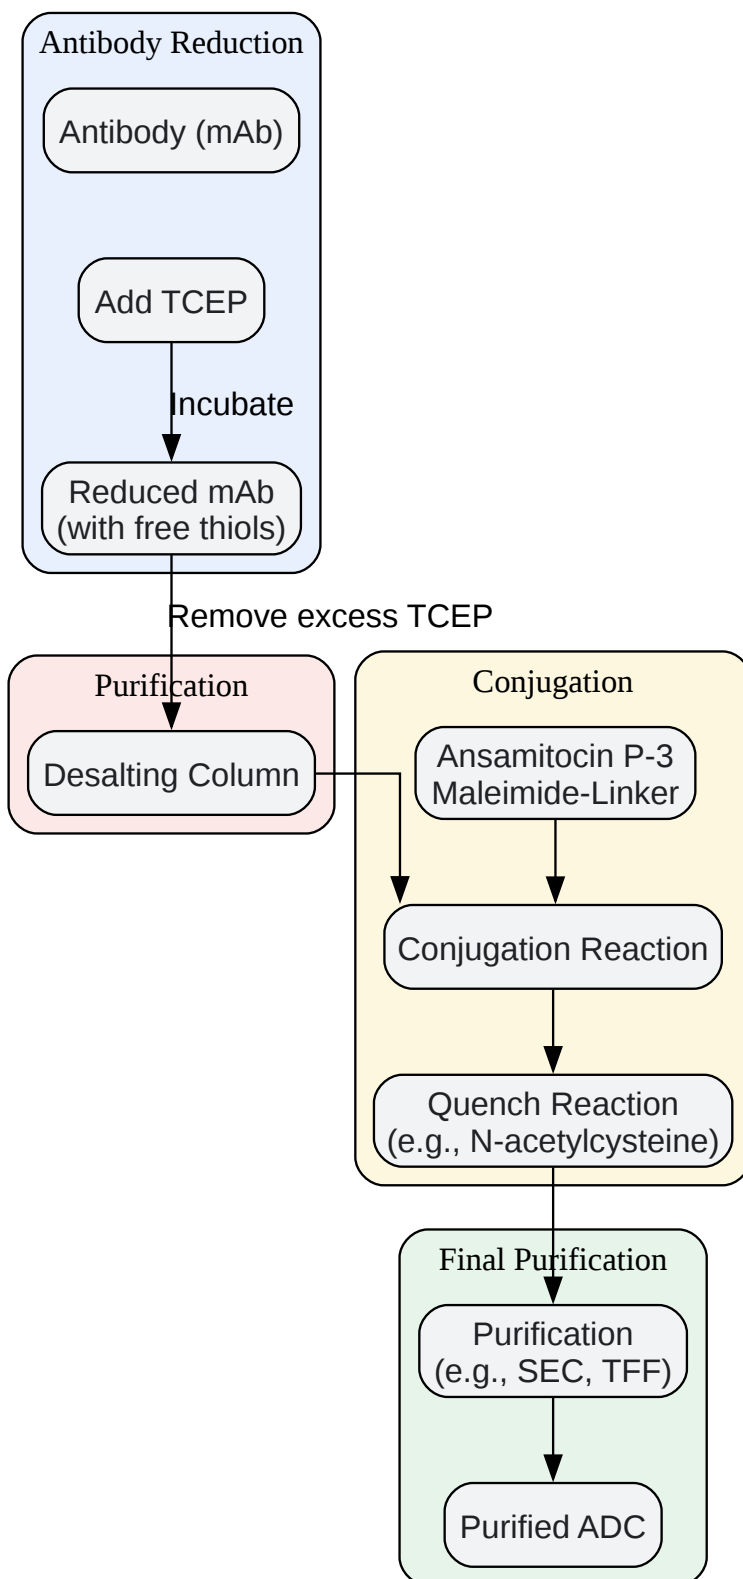 Antibody Reduction
Antibody (mAb)
Add TCEP
Incubate
Reduced mAb
(with free thiols)
Remove excess TCEP
Purification
Desalting Column
Conjugation
Ansamitocin P-3
Maleimide-Linker
Conjugation Reaction
Quench Reaction
(e.g., N-acetylcysteine)
Final Purification
Purification
(e.g., SEC, TFF)
Purified ADC